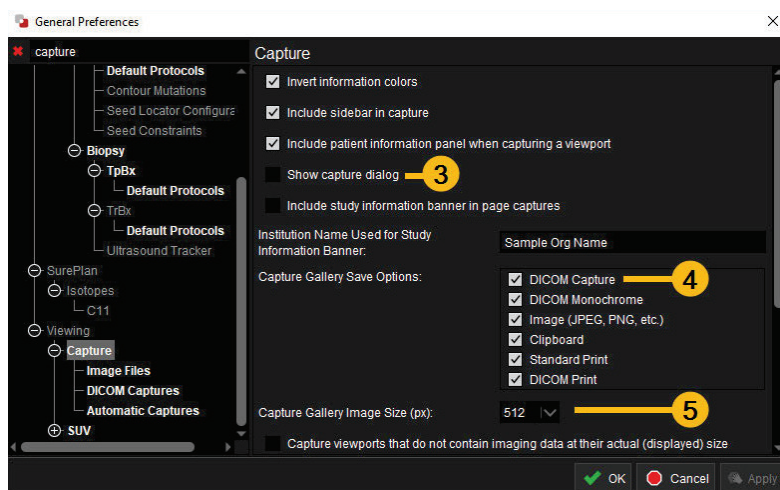 General Preferences
capture
Default Protocols
Contour Mutations
Seed Locator Configura
Seed Constraints
Biopsy
TpBx
Default Protocols
TrBx
Default Protocols
Ultrasound Tracker
SurePlan
Isotopes
C11
Viewing
Capture
Image Files
DICOM Captures
Automatic Captures
SUV
Capture
Invert information colors
Include sidebar in capture
Include patient information panel when capturing a viewport
Show capture dialog 3
Include study information banner in page captures
Institution Name Used for Study
Information Banner:
Sample Org Name
Capture Gallery Save Options:
DICOM Capture 4
DICOM Monochrome
Image (JPEG, PNG, etc.)
Clipboard
Standard Print
DICOM Print
Capture Gallery Image Size (px): 512 5
Capture viewports that do not contain imaging data at their actual (displayed) size
OK Cancel Apply